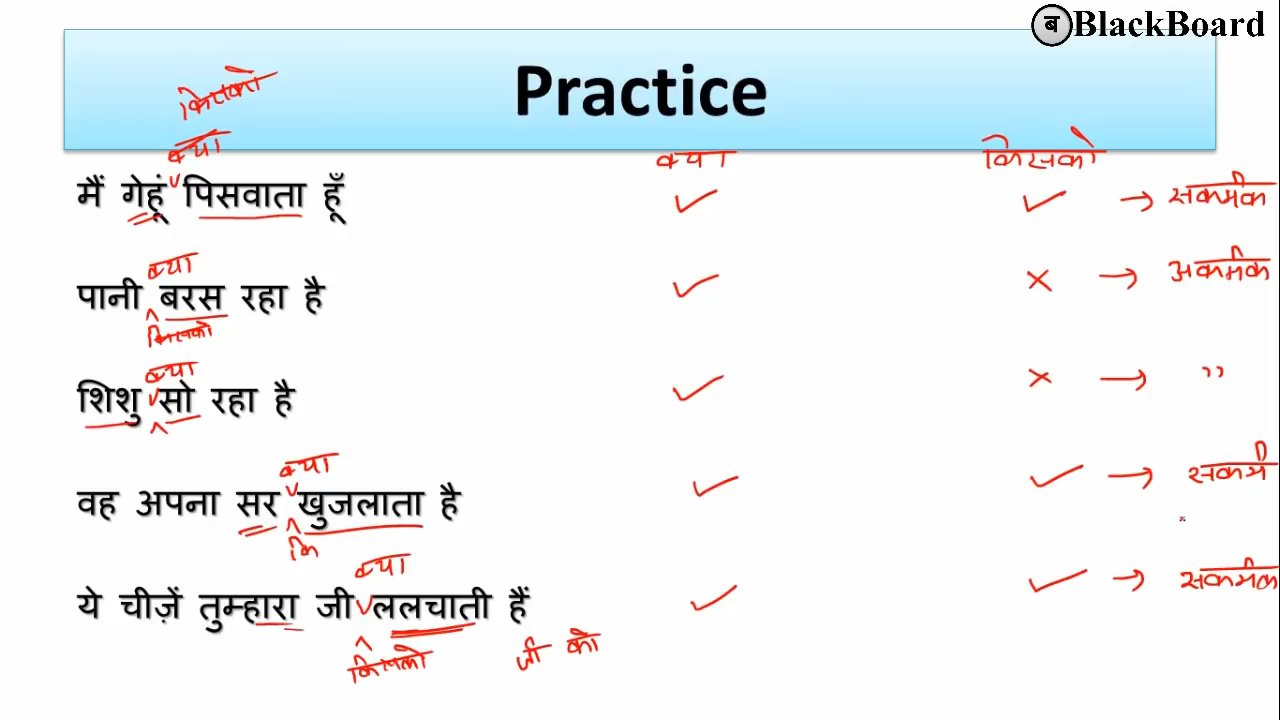 ब BlackBoard
Practice
किसको
क्या
क्या किसको
मैं गेहूं पिसवाता हूँ → सकर्मक
क्या
पानी बरस रहा है × → अकर्मक
किसको
क्या
शिशु सो रहा है × → ,,
क्या
वह अपना सर खुजलाता है → सकर्म
कि
क्या
ये चीज़ें तुम्हारा जी ललचाती हैं → सकर्मक
किसको जी को